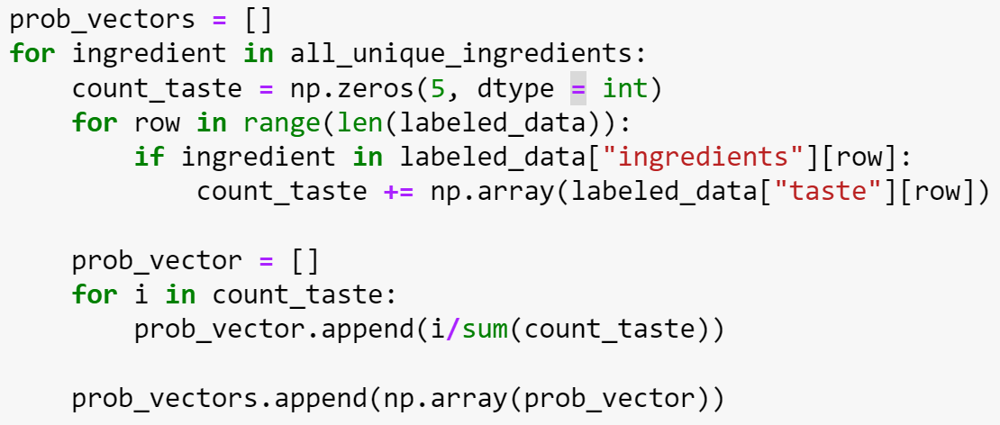 prob_vectors = []
for ingredient in all_unique_ingredients:
    count_taste = np.zeros(5, dtype = int)
    for row in range(len(labeled_data)):
        if ingredient in labeled_data["ingredients"][row]:
            count_taste += np.array(labeled_data["taste"][row])

    prob_vector = []
    for i in count_taste:
        prob_vector.append(i/sum(count_taste))

    prob_vectors.append(np.array(prob_vector))